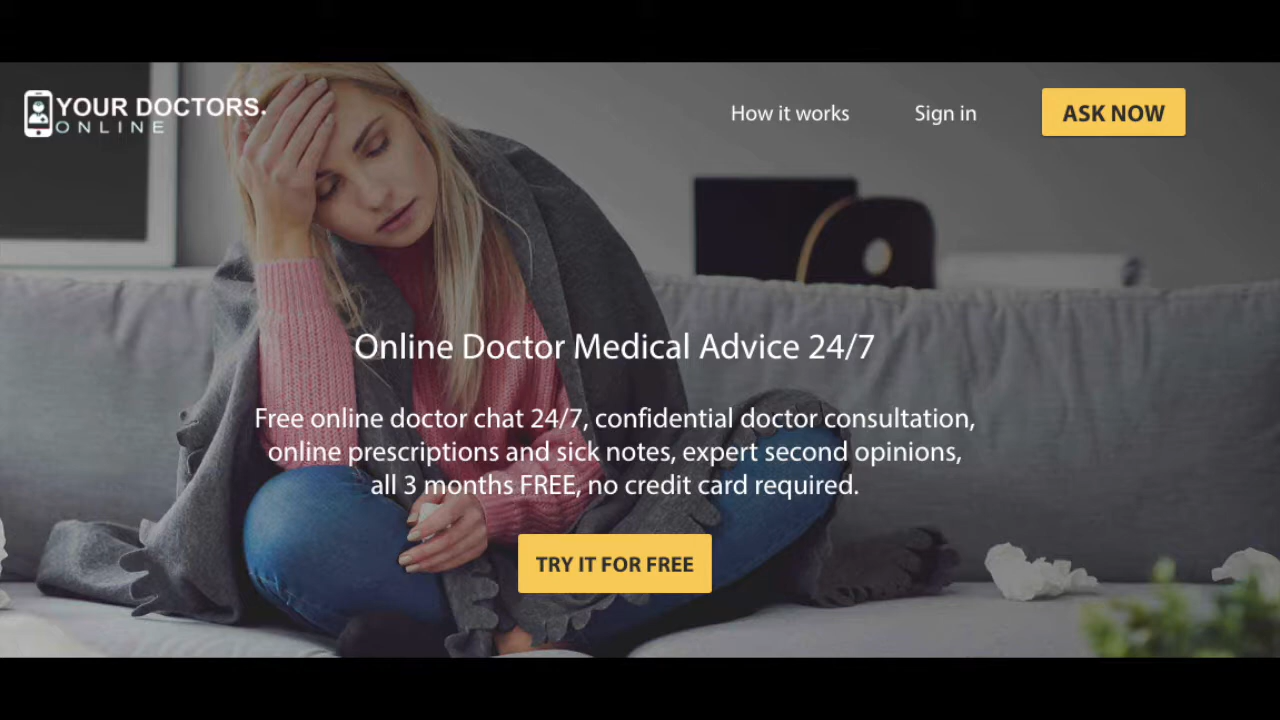 YOUR DOCTORS.
ONLINE
How it works
Sign in
ASK NOW
Online Doctor Medical Advice 24/7
Free online doctor chat 24/7, confidential doctor consultation,
online prescriptions and sick notes, expert second opinions,
all 3 months FREE, no credit card required.
TRY IT FOR FREE